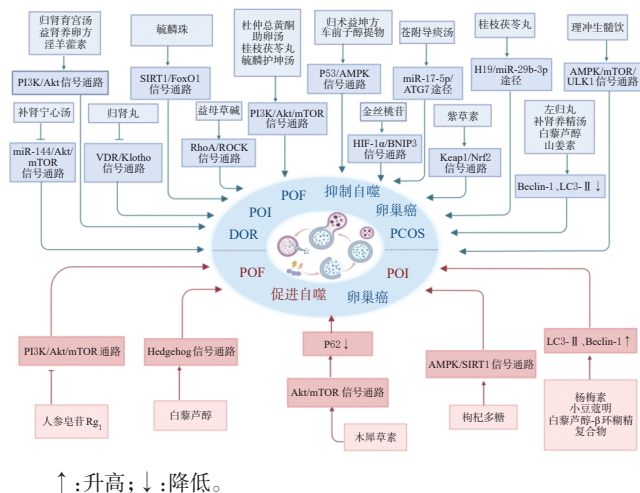 归肾育宫汤
益肾养卵方
淫羊藿素
PI3K/Akt信号通路
补肾宁心汤
miR-144/Akt/
mTOR
信号通路
归肾丸
VDR/Klotho
信号通路
毓麟珠
SIRT1/FoxO1
信号通路
益母草碱
RhoA/ROCK
信号通路
杜仲总黄酮
助卵汤
桂枝茯苓丸
毓麟护坤汤
PI3K/Akt/mTOR
信号通路
归术益坤方
车前子醇提物
P53/AMPK
信号通路
金丝桃苷
HIF-1α/BNIP3
信号通路
苍附导痰汤
miR-17-5p/
ATG7途径
紫草素
Keap1/Nrf2
信号通路
桂枝茯苓丸
H19/miR-29b-3p
途径
左归丸
补肾养精汤
白藜芦醇
山姜素
Beclin-1、LC3-Ⅱ↓
理冲生髓饮
AMPK/mTOR/
ULK1信号通路
抑制自噬
POF
POI
DOR
卵巢癌
PCOS
POF
POI
促进自噬
卵巢癌
PI3K/Akt/mTOR通路
人参皂苷Rg1
Hedgehog信号通路
白藜芦醇
P62↓
Akt/mTOR信号通路
木犀草素
AMPK/SIRT1信号通路
枸杞多糖
LC3-Ⅱ、Beclin-1↑
杨梅素
小豆蔻明
白藜芦醇-β环糊精
复合物
↑:升高;↓:降低。